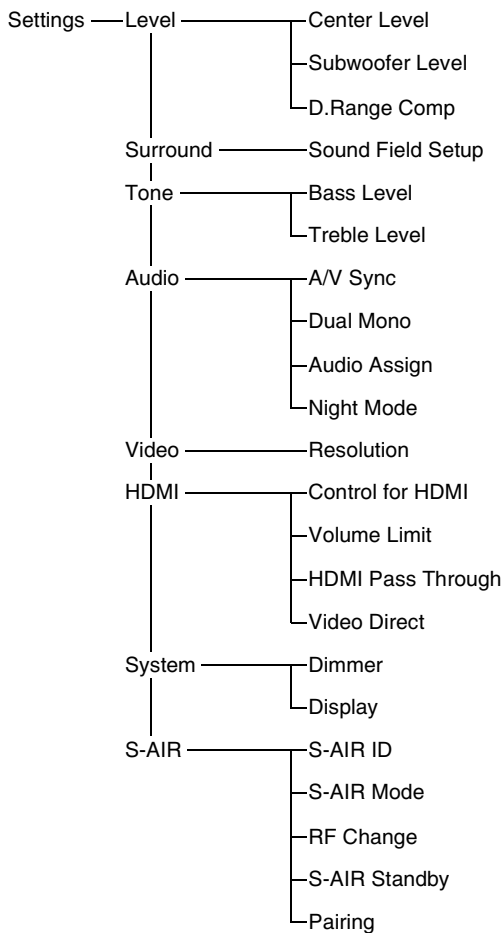 Settings Level Center Level
Subwoofer Level
D.Range Comp
Surround Sound Field Setup
Tone Bass Level
Treble Level
Audio A/V Sync
Dual Mono
Audio Assign
Night Mode
Video Resolution
HDMI Control for HDMI
Volume Limit
HDMI Pass Through
Video Direct
System Dimmer
Display
S-AIR S-AIR ID
S-AIR Mode
RF Change
S-AIR Standby
Pairing